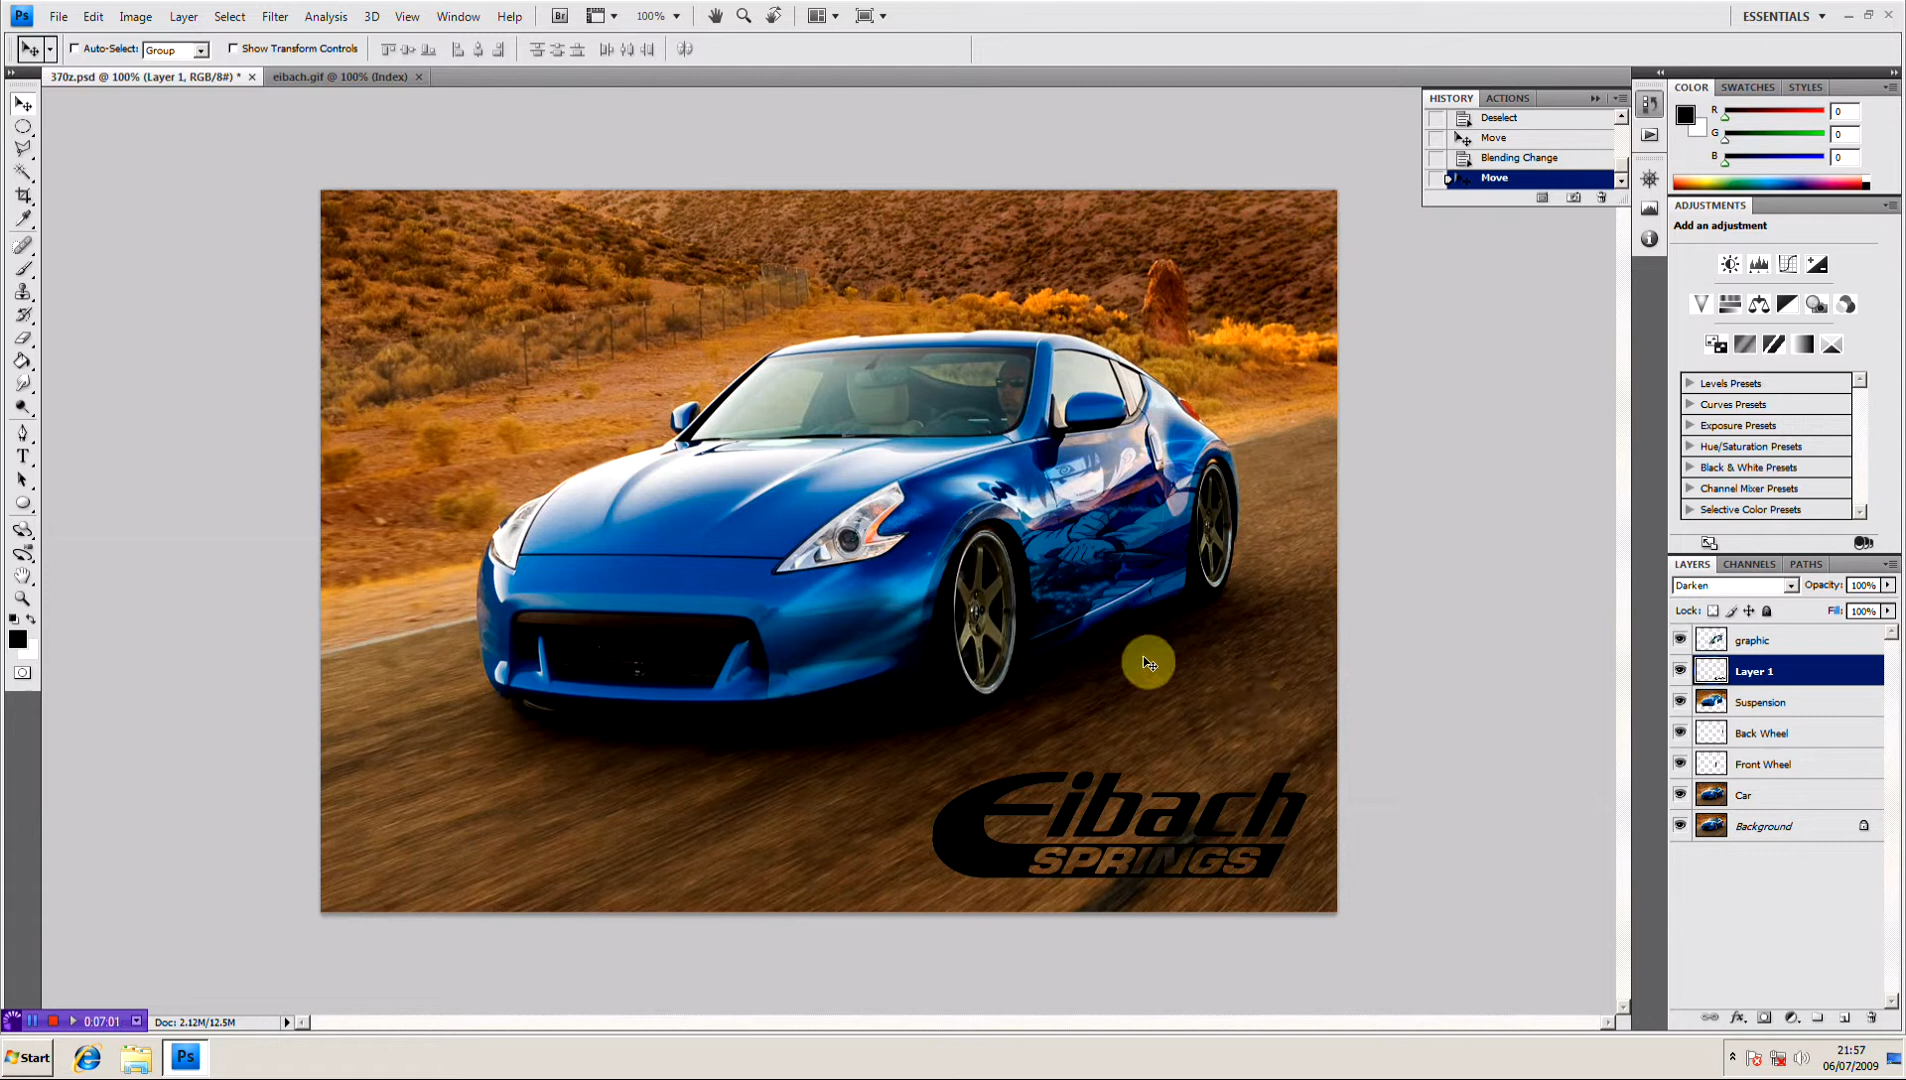 Ps File Edit Image Layer Select Filter Analysis 3D View Window Help Br 100% ESSENTIALS
Auto-Select: Group Show Transform Controls
370z.psd @ 100% (Layer 1, RGB/8#) * eibach.gif @ 100% (Index)
HISTORY ACTIONS
Deselect
Move
Blending Change
Move
COLOR SWATCHES STYLES
R 0
G 0
B 0
ADJUSTMENTS
Add an adjustment
Levels Presets
Curves Presets
Exposure Presets
Hue/Saturation Presets
Black & White Presets
Channel Mixer Presets
Selective Color Presets
LAYERS CHANNELS PATHS
Darken Opacity: 100%
Lock: Fill: 100%
graphic
Layer 1
Suspension
Back Wheel
Front Wheel
Car
Background
Eibach
SPRINGS
0:07:01 Doc: 2.12M/12.5M
Start Ps
21:57
06/07/2009